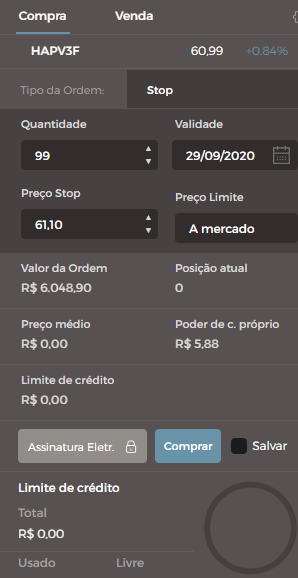 Compra Venda
HAPV3F 60,99 +0.84%
Tipo da Ordem: Stop
Quantidade Validade
99 29/09/2020
Preço Stop Preço Limite
61,10 A mercado
Valor da Ordem Posição atual
R$ 6.048,90 0
Preço médio Poder de c. próprio
R$ 0,00 R$ 5,88
Limite de crédito
R$ 0,00
Assinatura Eletr. Comprar Salvar
Limite de crédito
Total
R$ 0,00
Usado Livre